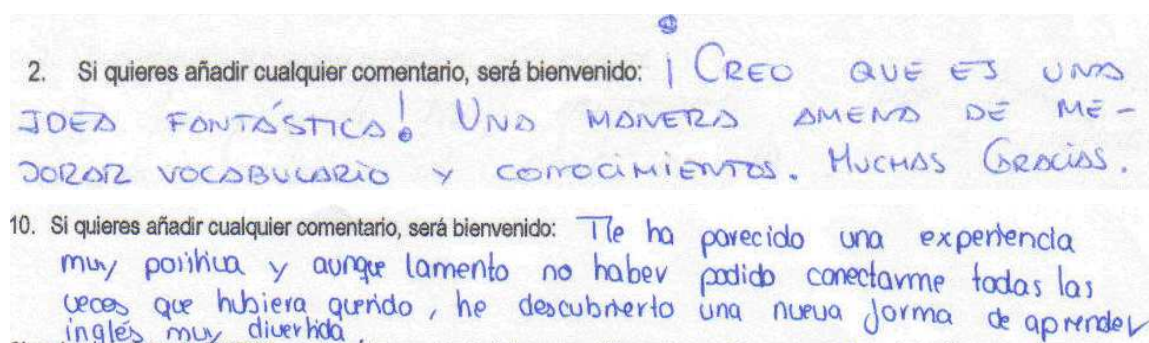 2. Si quieres añadir cualquier comentario, será bienvenido: ¡CREO QUE ES UNA
IDEA FANTÁSTICA! UNA MANERA AMENA DE ME-
JORAR VOCABULARIO Y CONOCIMIENTOS. MUCHAS GRACIAS.
10. Si quieres añadir cualquier comentario, será bienvenido: Me ha parecido una experiencia
muy positiva y aunque lamento no haber podido conectarme todas las
veces que hubiera querido, he descubierto una nueva forma de aprender
inglés muy divertida